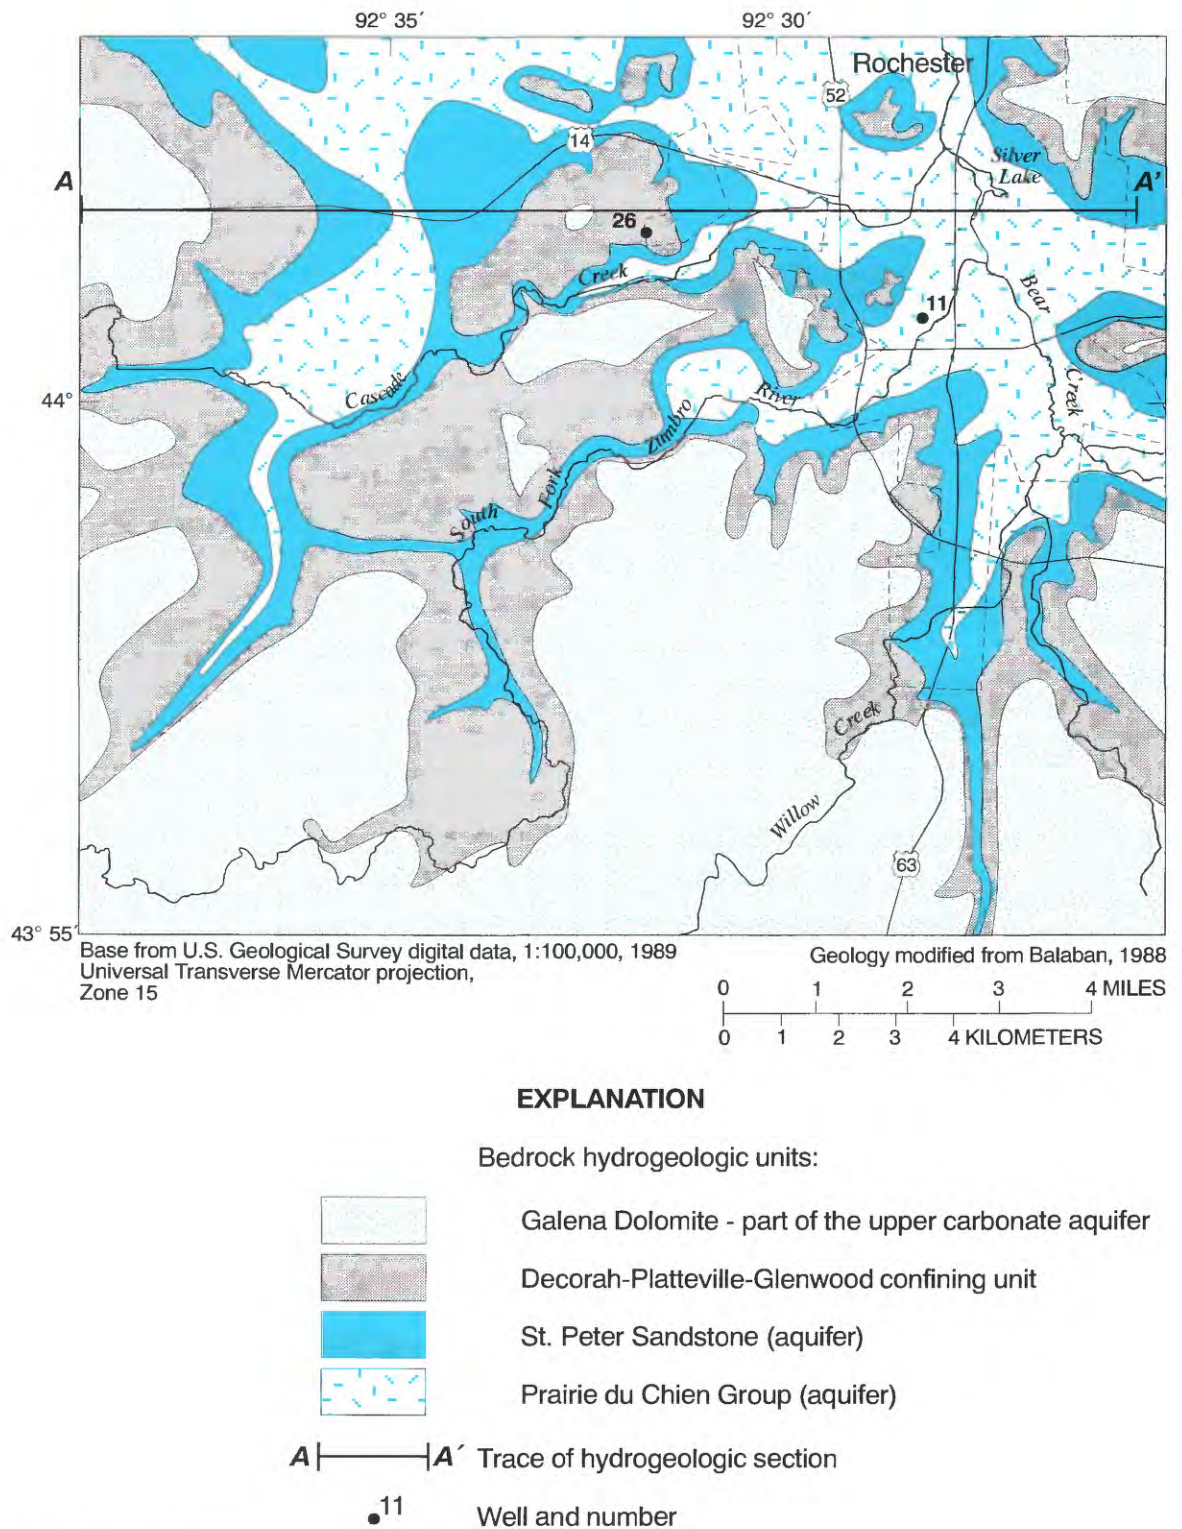 92° 35´
92° 30´
Rochester
52
14
Silver
Lake
A
A’
26
Creek
Bear
11
Creek
Cascade
44°
River
Zumbro
Fork
South
Creek
Willow
63
43° 55´
Base from U.S. Geological Survey digital data, 1:100,000, 1989
Universal Transverse Mercator projection,
Zone 15
Geology modified from Balaban, 1988
0 1 2 3 4 MILES
0 1 2 3 4 KILOMETERS
EXPLANATION
Bedrock hydrogeologic units:
Galena Dolomite - part of the upper carbonate aquifer
Decorah-Platteville-Glenwood confining unit
St. Peter Sandstone (aquifer)
Prairie du Chien Group (aquifer)
A A´ Trace of hydrogeologic section
11 Well and number